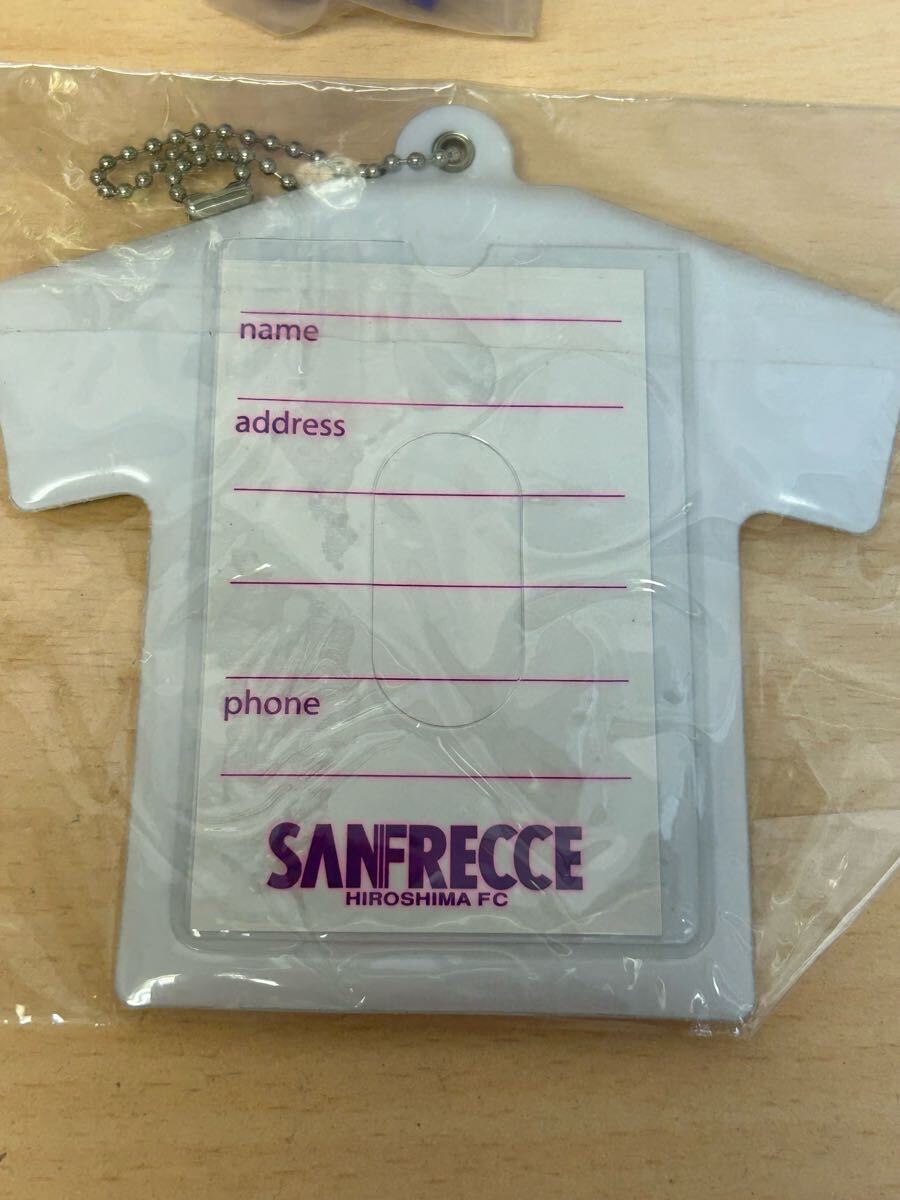 name
address
phone
SANFRECCE
HIROSHIMA FC